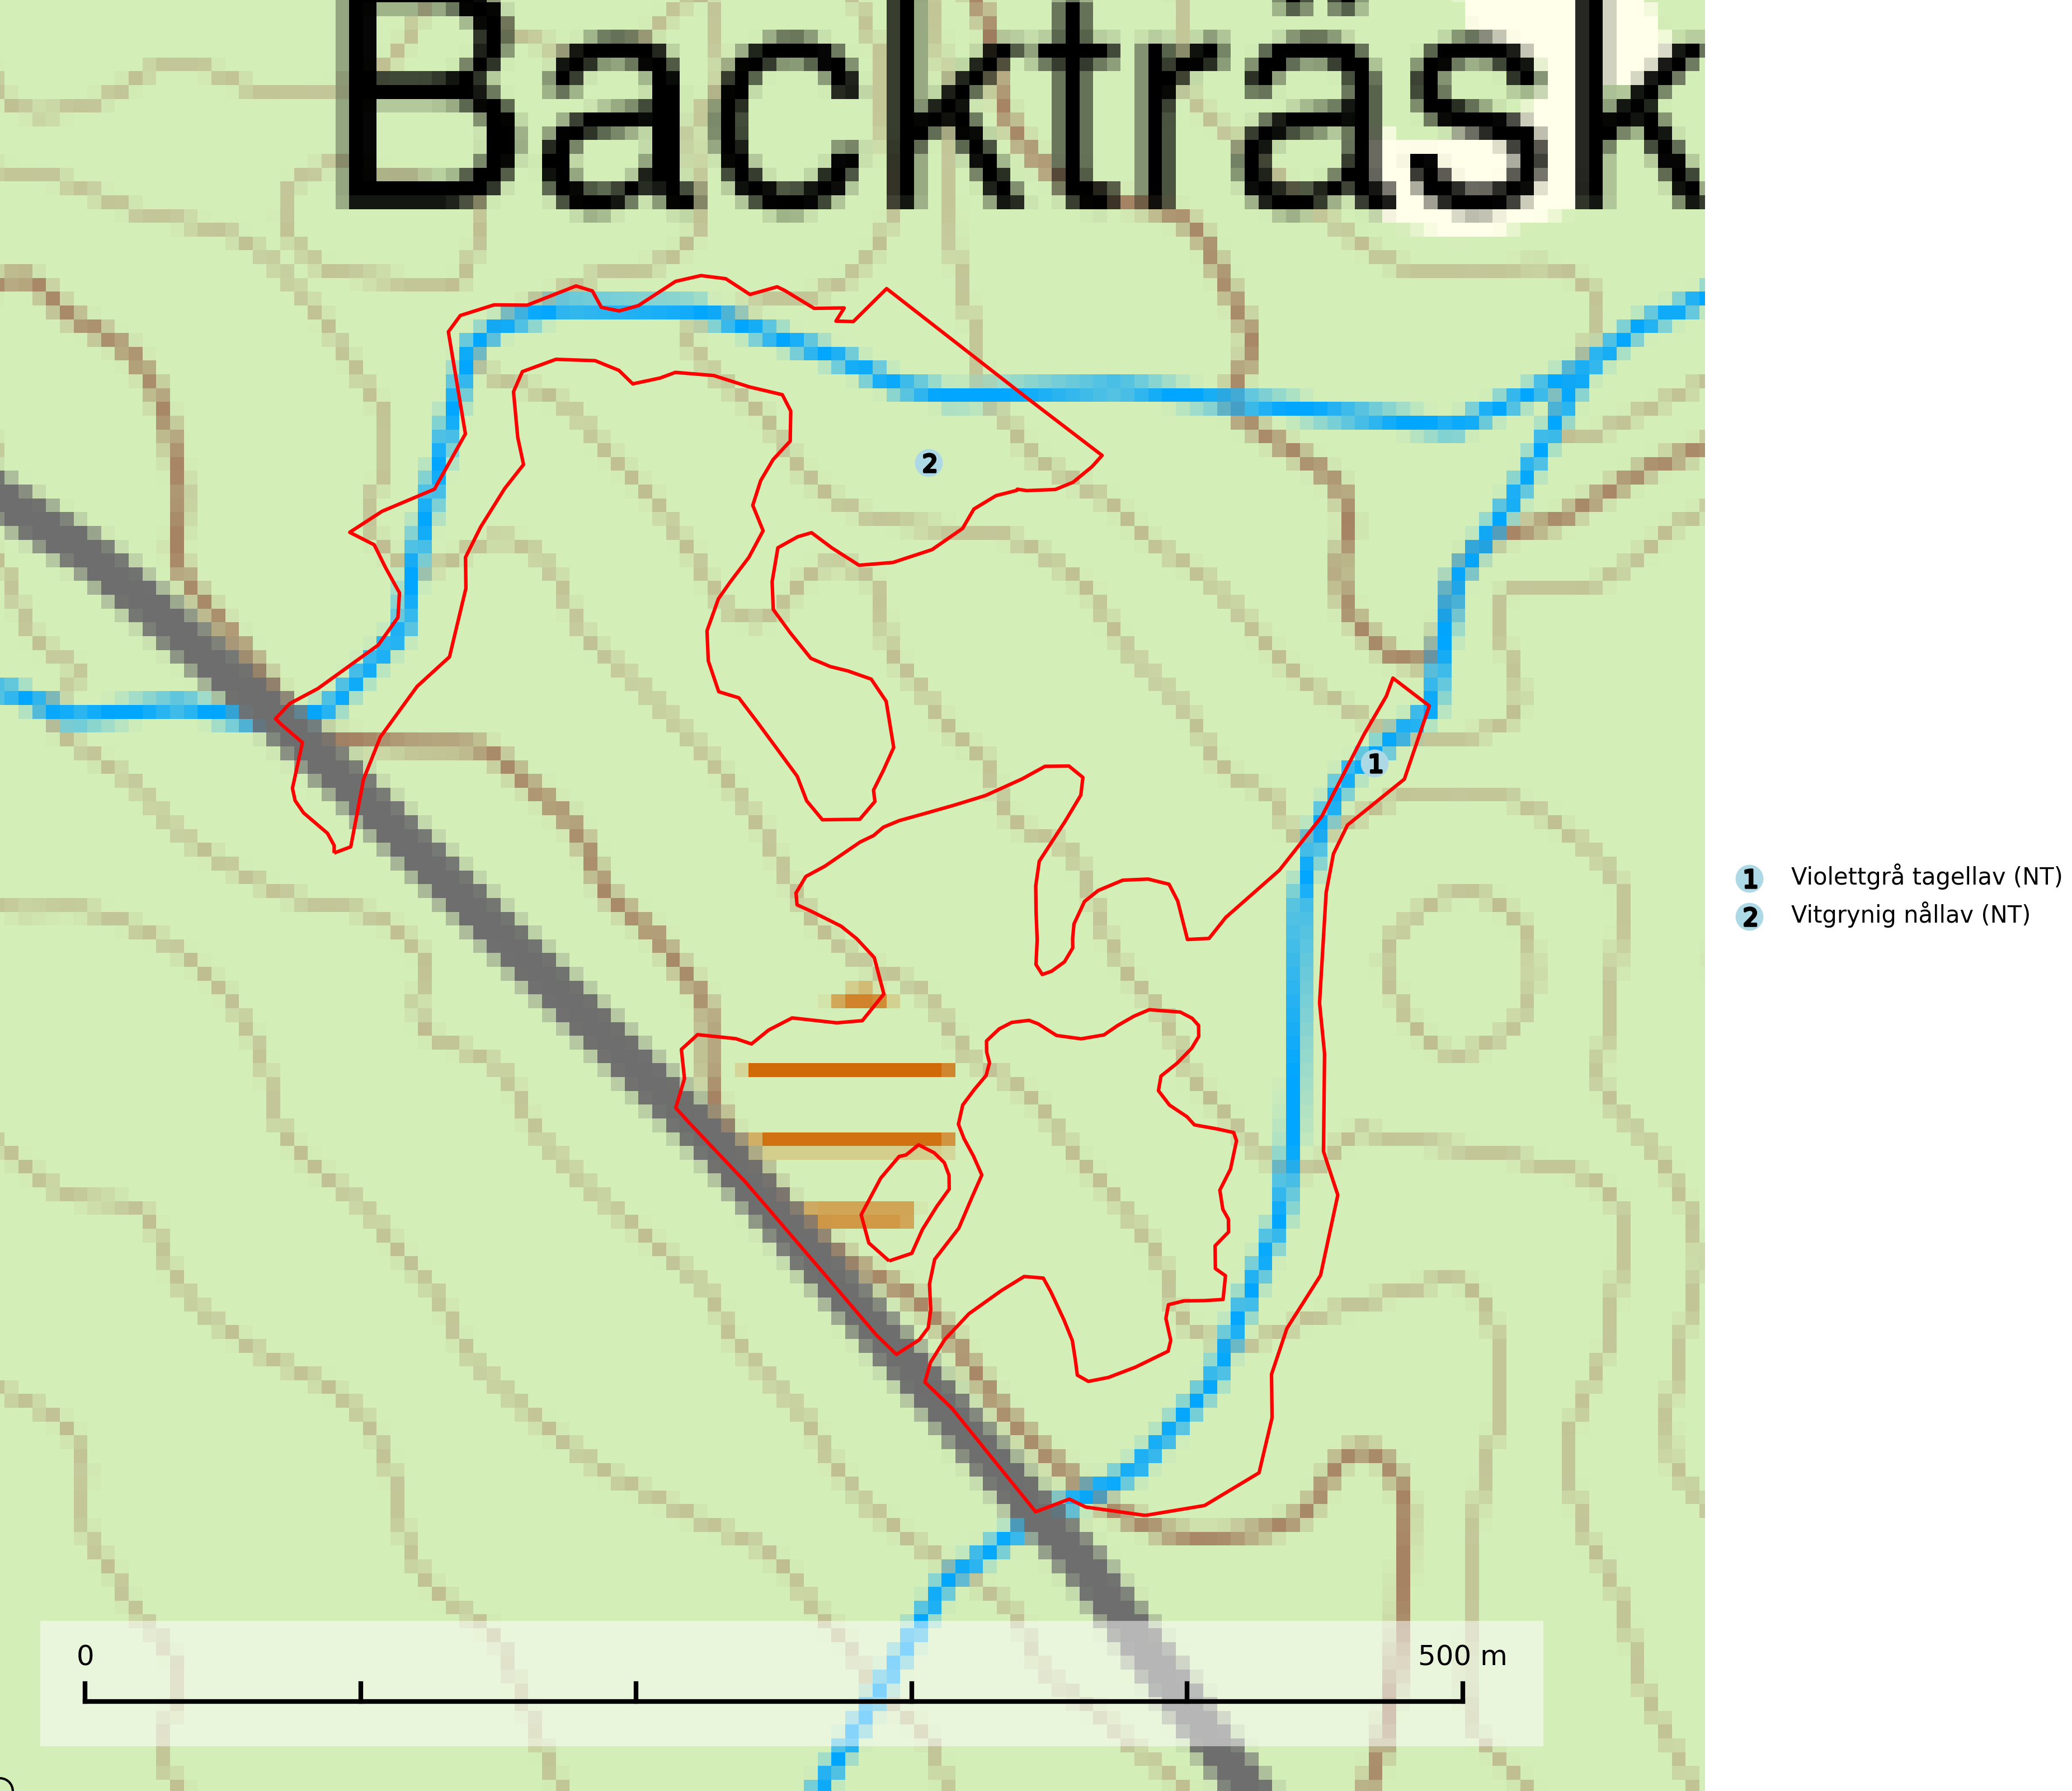 Backträsk
2
1
1 Violettgrå tagellav (NT)
2 Vitgrynig nållav (NT)
0 500 m